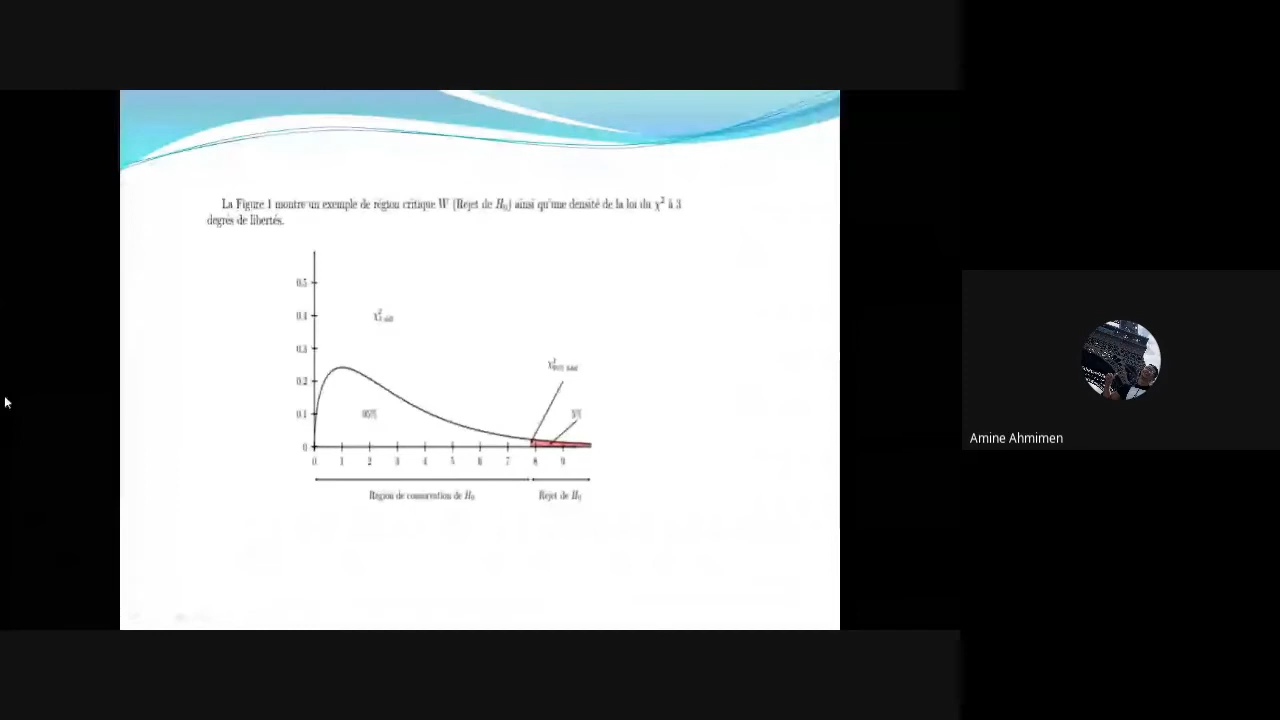 La Figure 1 montre un exemple de région critique W (Rejet de H₀) ainsi qu'une densité de la loi du χ² à 3
degrés de libertés.
0.5
0.4
0.3
0.2
0.1
0
95%
5%
0 1 2 3 4 5 6 7 8 9
Région de conservation de H₀ Rejet de H₀
Amine Ahmimen